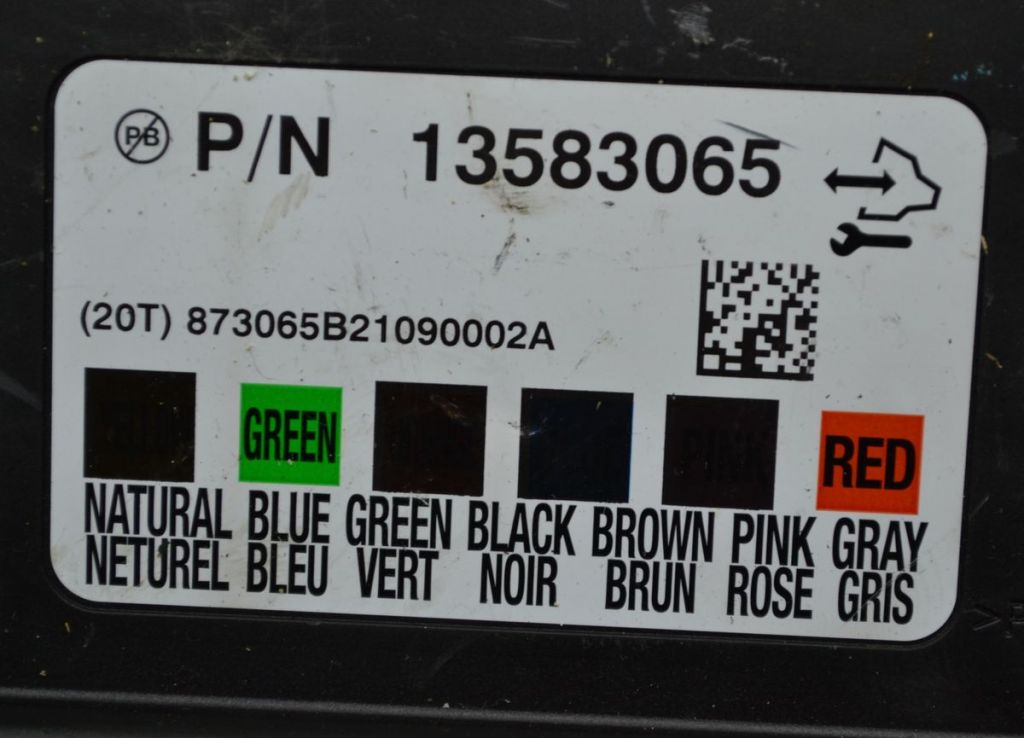 PB P/N 13583065
(20T) 873065B21090002A
GREEN PINK RED
NATURAL BLUE GREEN BLACK BROWN PINK GRAY
NETUREL BLEU VERT NOIR BRUN ROSE GRIS